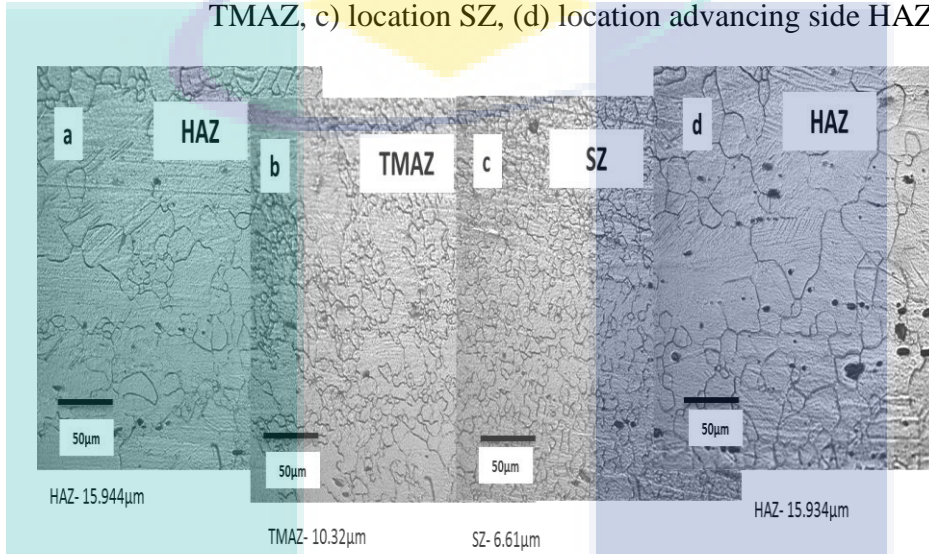 TMAZ, c) location SZ, (d) location advancing side HAZ
a
HAZ
b
TMAZ
c
SZ
d
HAZ
50µm
50µm
50µm
50µm
HAZ- 15.944µm
TMAZ- 10.32µm
SZ- 6.61µm
HAZ- 15.934µm